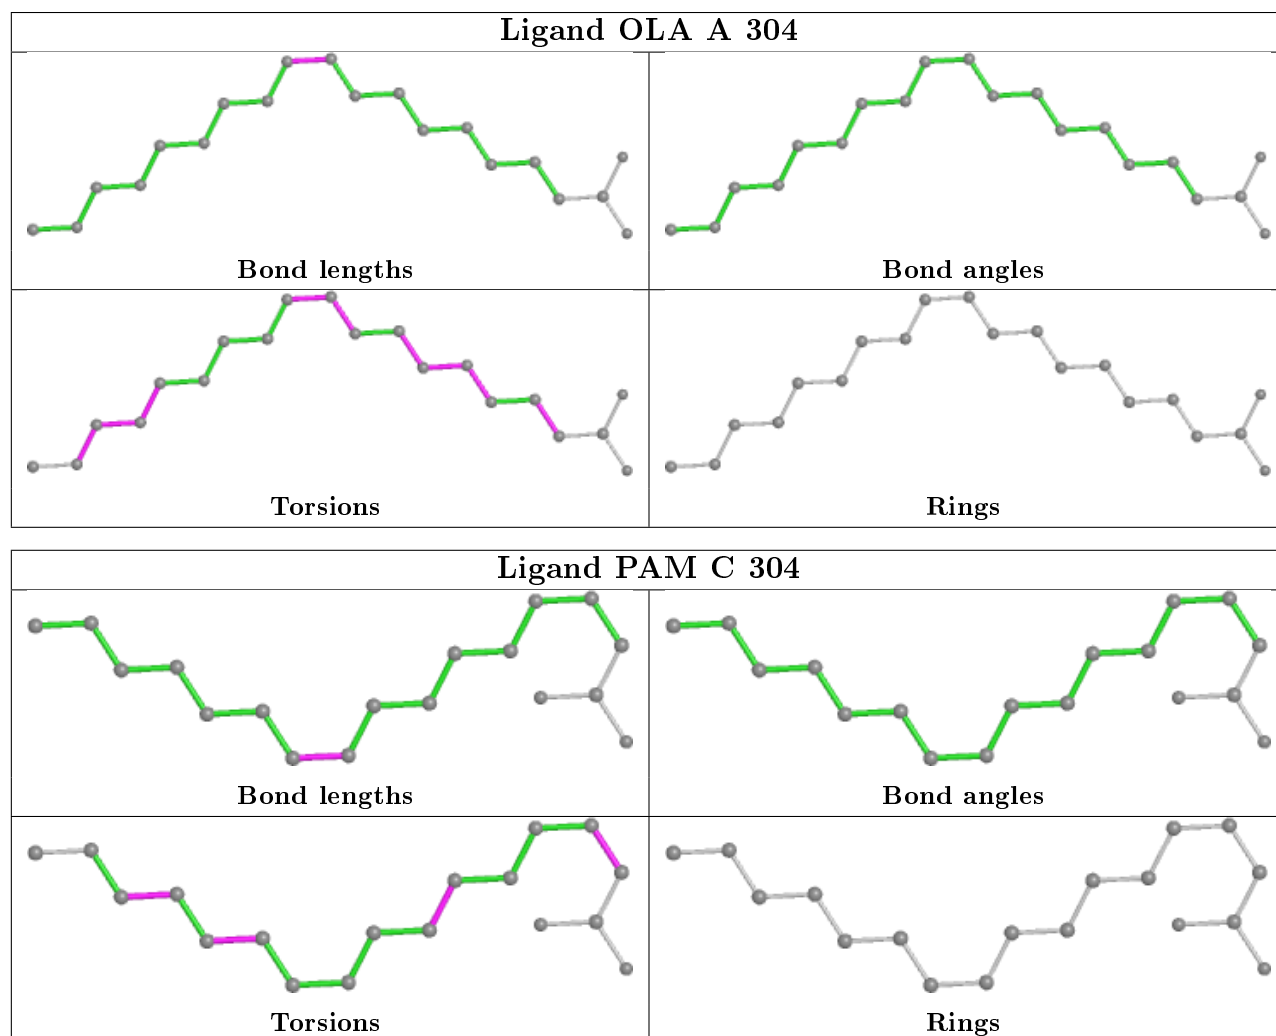 Ligand OLA A 304
Bond lengths
Bond angles
Torsions
Rings
Ligand PAM C 304
Bond lengths
Bond angles
Torsions
Rings